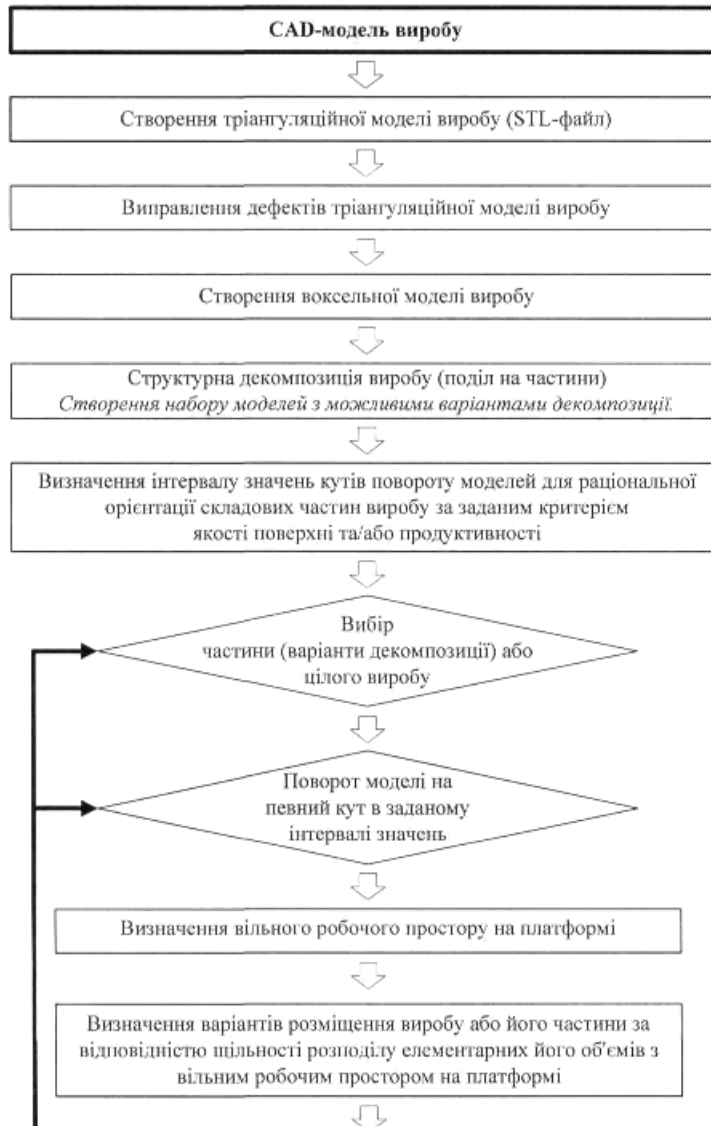 CAD-модель виробу
Створення тріангуляційної моделі виробу (STL-файл)
Виправлення дефектів тріангуляційної моделі виробу
Створення воксельної моделі виробу
Структурна декомпозиція виробу (поділ на частини)
Створення набору моделей з можливими варіантами декомпозиції.
Визначення інтервалу значень кутів повороту моделей для раціональної
орієнтації складових частин виробу за заданим критерієм
якості поверхні та/або продуктивності
Вибір
частини (варіанти декомпозиції) або
цілого виробу
Поворот моделі на
певний кут в заданому
інтервалі значень
Визначення вільного робочого простору на платформі
Визначення варіантів розміщення виробу або його частини за
відповідністю щільності розподілу елементарних його об'ємів з
вільним робочим простором на платформі